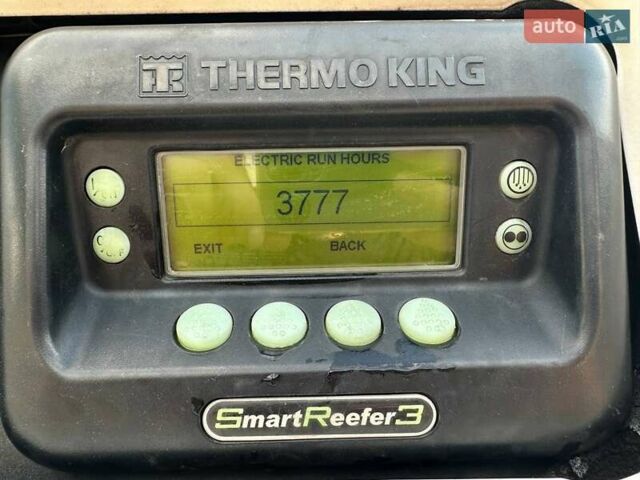 auto RIA
THERMO KING
ELECTRIC RUN HOURS
3777
EXIT BACK
SmartReefer3